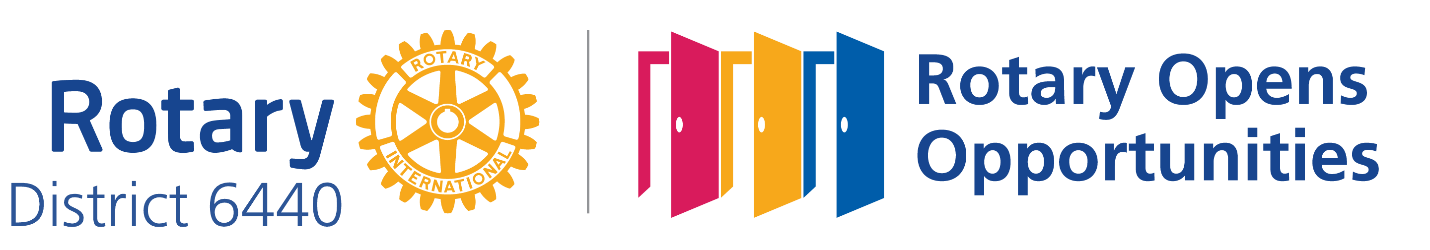 Rotary
District 6440
ROTARY
INTERNATIONAL
Rotary Opens
Opportunities